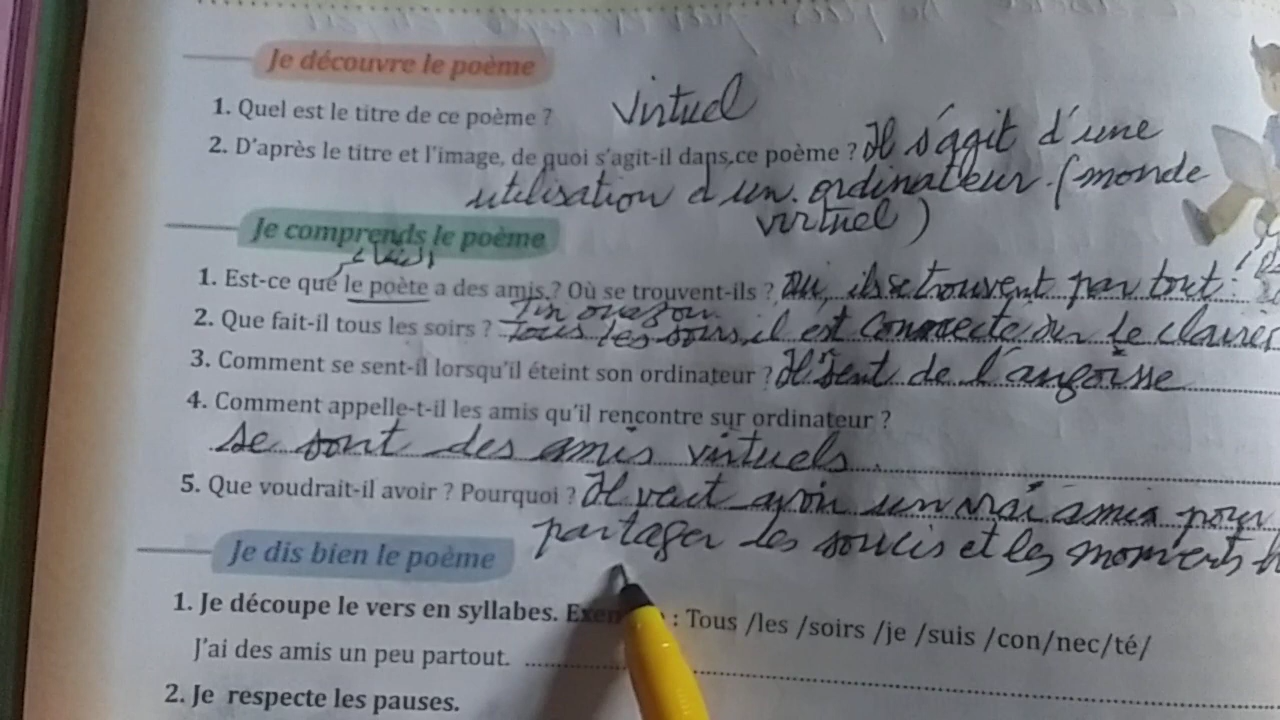 Je découvre le poème
1. Quel est le titre de ce poème ? Virtuel
2. D'après le titre et l'image, de quoi s'agit-il dans ce poème ? Il s'agit d'une
utilisation d'un ordinateur. (monde
virtuel)
Je comprends le poème
الشاعر
1. Est-ce que le poète a des amis ? Où se trouvent-ils ? Oui, ils se trouvent par tout.
2. Que fait-il tous les soirs ? Tous les soirs, il est connecté sur le clavier
3. Comment se sent-il lorsqu'il éteint son ordinateur ? Il sent de l'angoisse
4. Comment appelle-t-il les amis qu'il rencontre sur ordinateur ?
se sont des amis virtuels.
5. Que voudrait-il avoir ? Pourquoi ? Il veut avoir un vrai amis pour
partager les soucis et les moments
Je dis bien le poème
1. Je découpe le vers en syllabes. : Tous /les /soirs /je /suis /con/nec/té/
J'ai des amis un peu partout.
2. Je respecte les pauses.